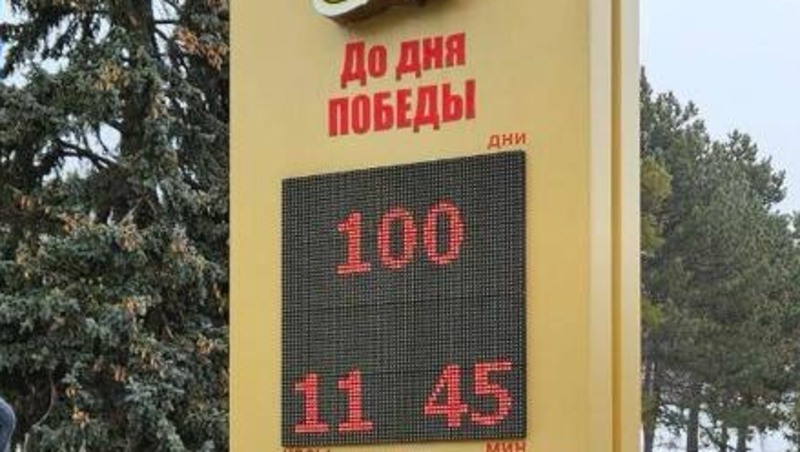 До дня
ПОБЕДЫ
дни
100
11 45
мин